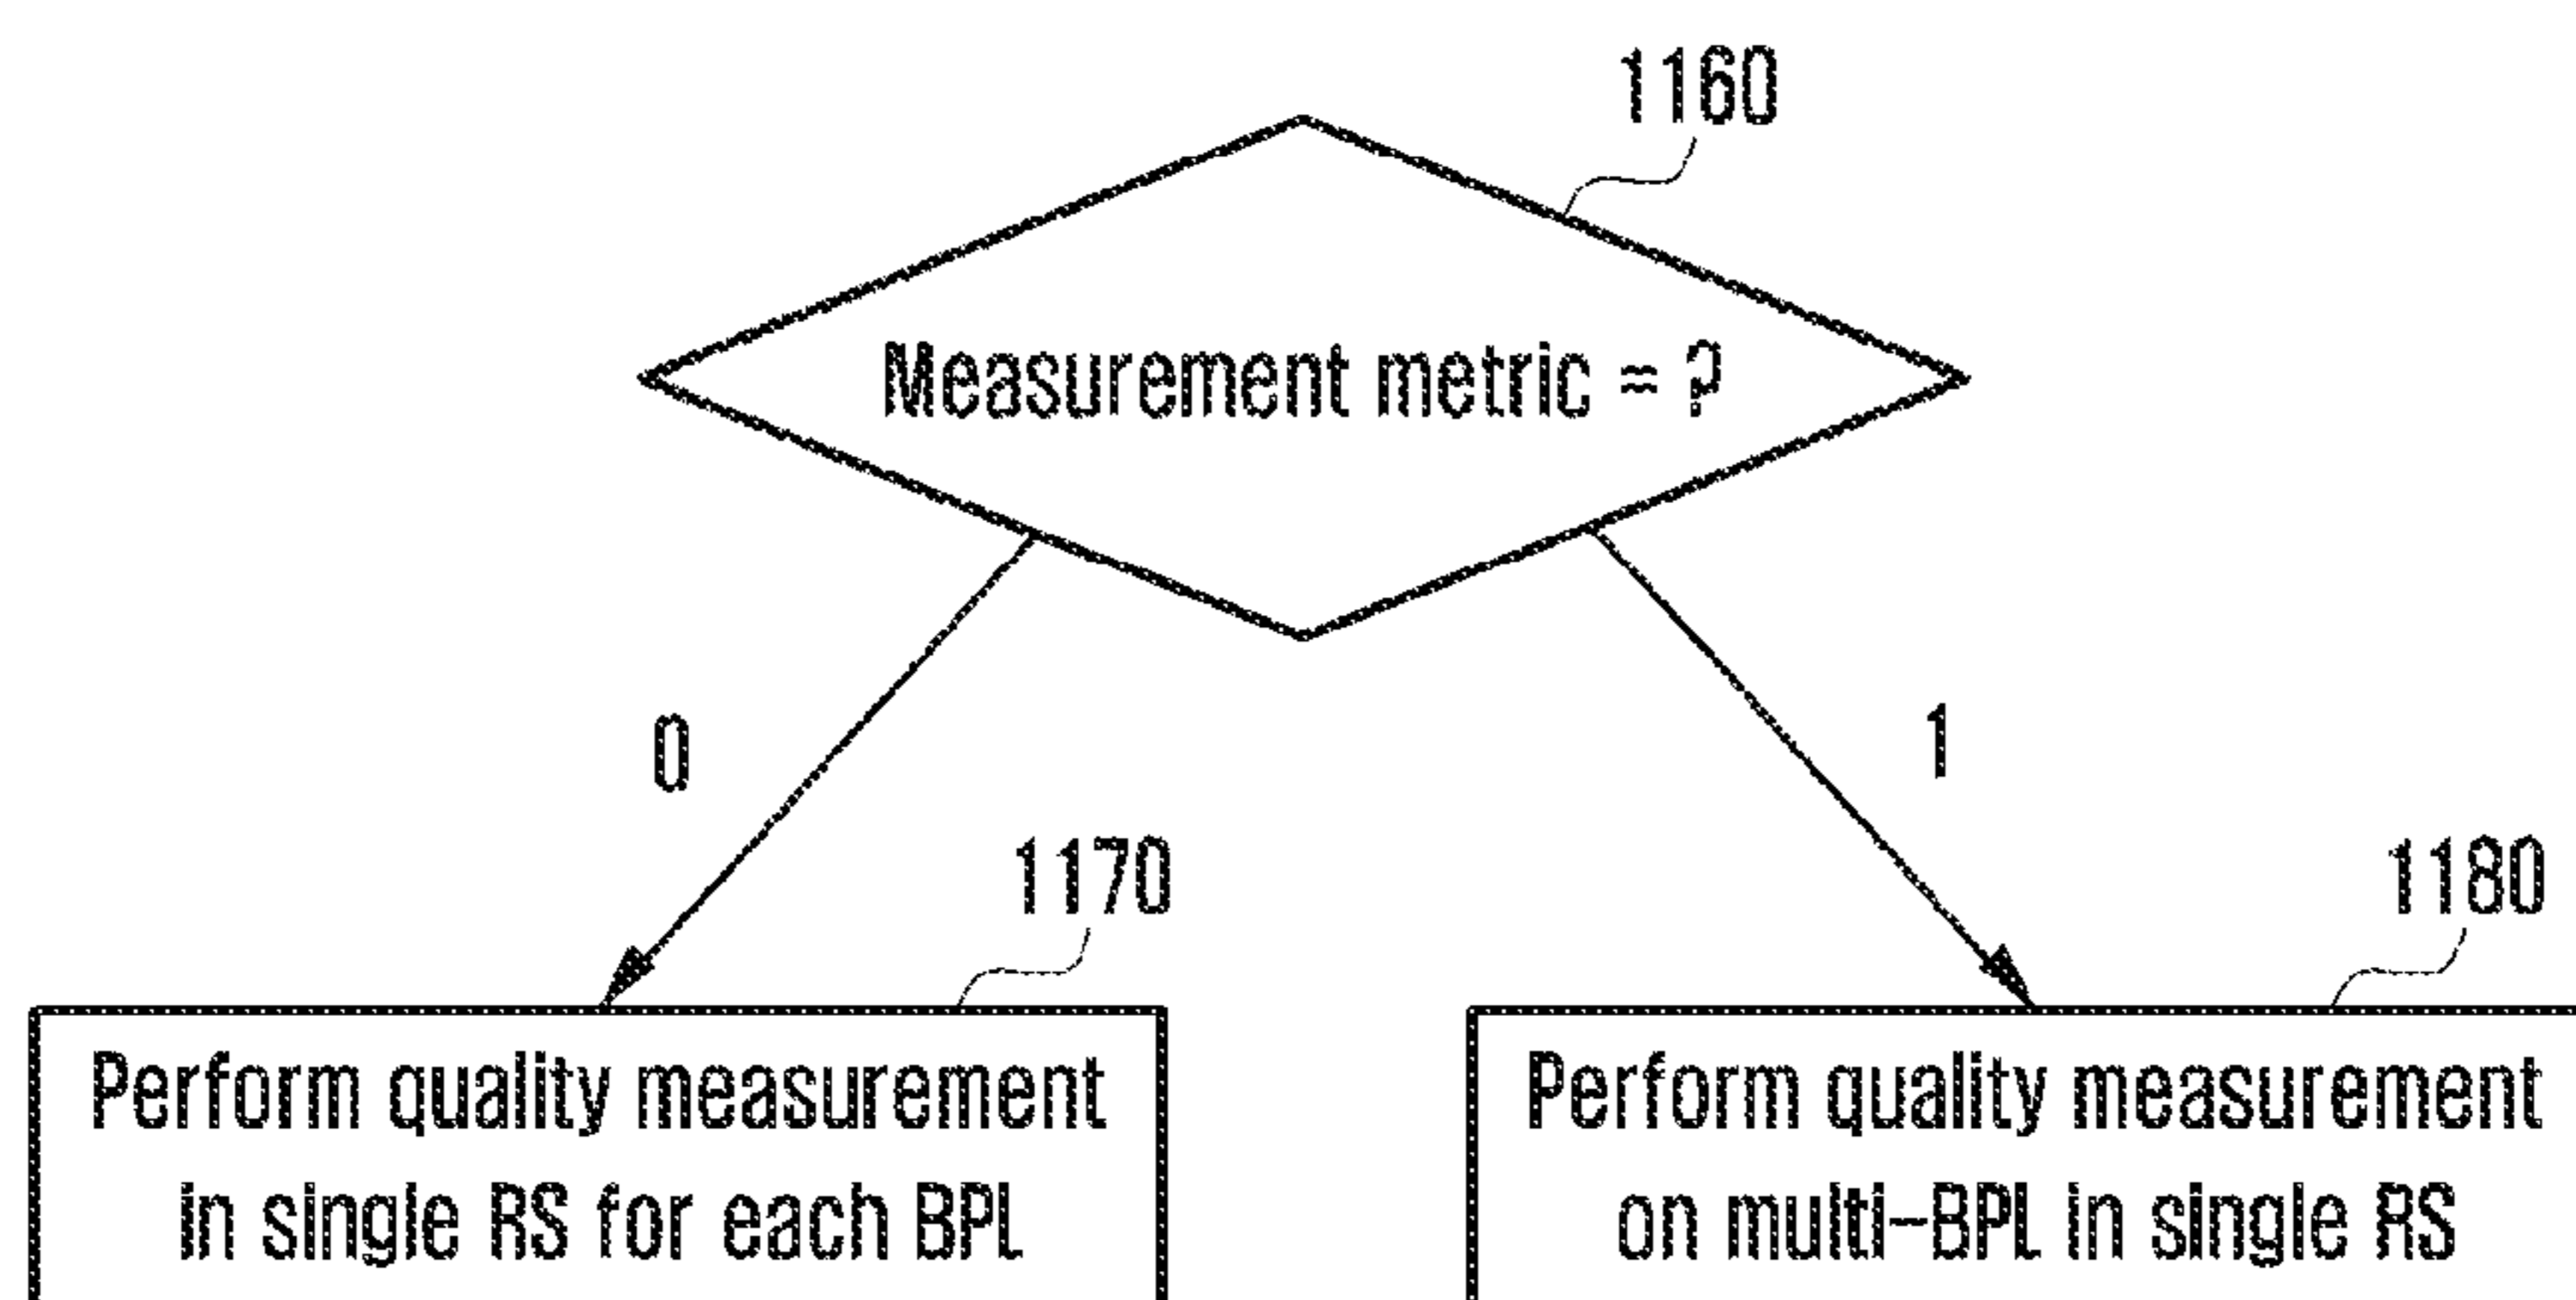 1160
Measurement metric = ?
0
1
1170
1180
Perform quality measurement
in single RS for each BPL
Perform quality measurement
on multi-BPL in single RS